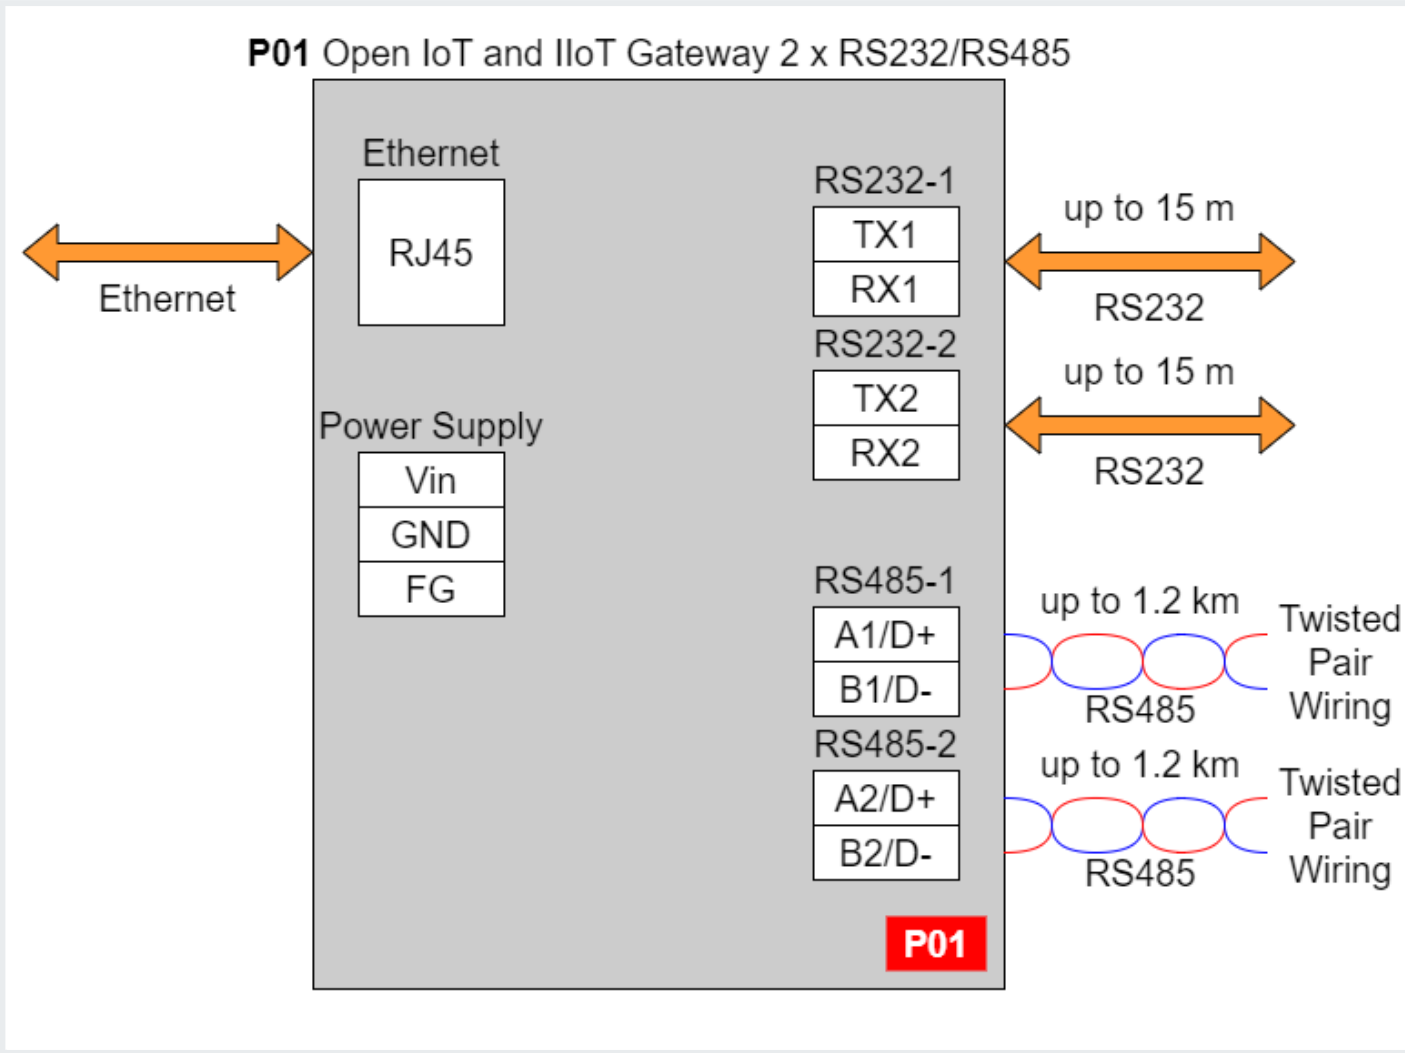 P01 Open IoT and IIoT Gateway 2 x RS232/RS485
Ethernet
RJ45
Ethernet
Power Supply
Vin
GND
FG
RS232-1
TX1
RX1
up to 15 m
RS232
RS232-2
TX2
RX2
up to 15 m
RS232
RS485-1
A1/D+
B1/D-
up to 1.2 km
RS485
Twisted
Pair
Wiring
RS485-2
A2/D+
B2/D-
up to 1.2 km
RS485
Twisted
Pair
Wiring
P01